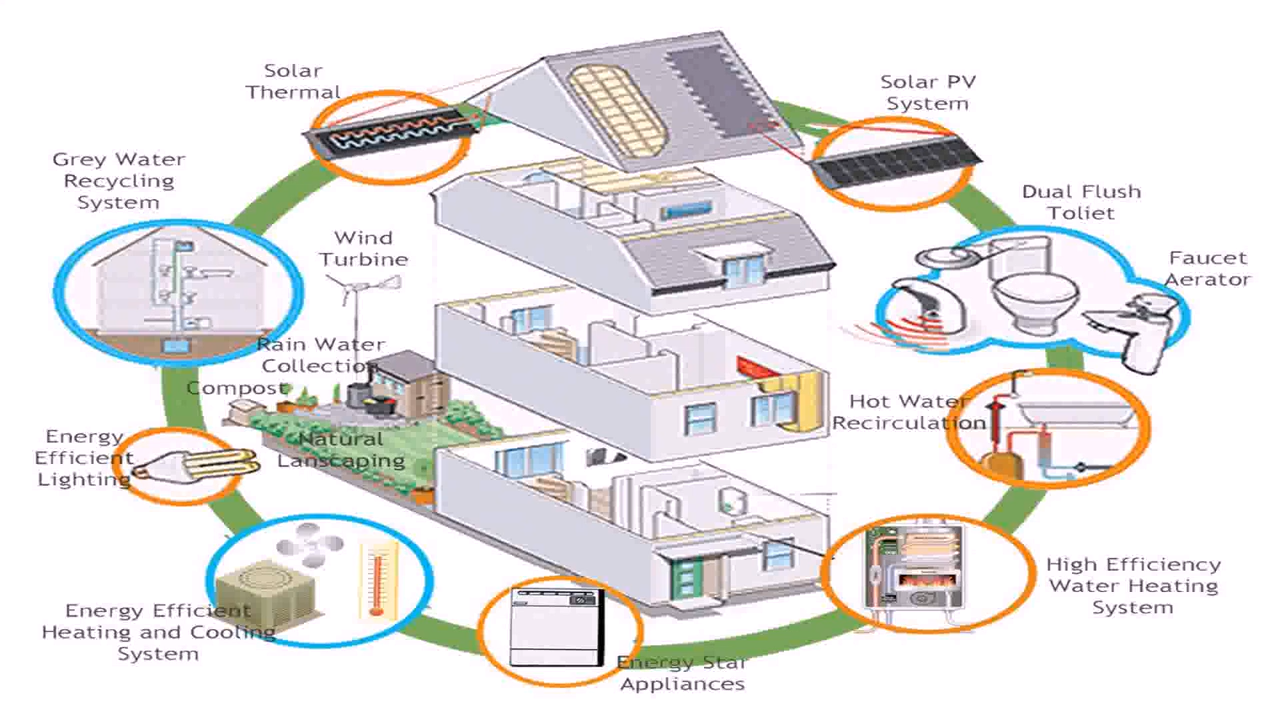 Solar
Thermal
Solar PV
System
Grey Water
Recycling
System
Dual Flush
Toliet
Wind
Turbine
Faucet
Aerator
Rain Water
Collection
Compost
Hot Water
Recirculation
Energy
Efficient
Lighting
Natural
Lanscaping
High Efficiency
Water Heating
System
Energy Efficient
Heating and Cooling
System
Energy Star
Appliances